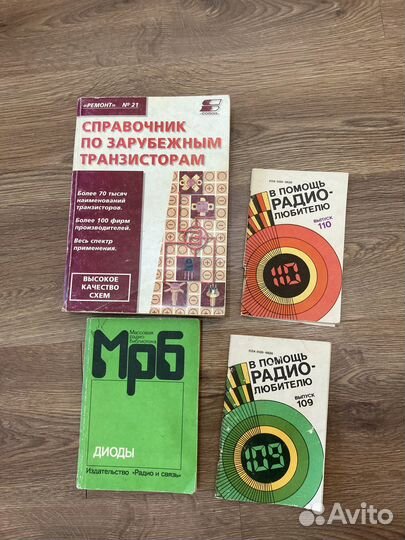 «РЕМОНТ» № 21
СПРАВОЧНИК
ПО ЗАРУБЕЖНЫМ
ТРАНЗИСТОРАМ
Более 70 тысяч
наименований
транзисторов.
Более 100 фирм
производителей.
Весь спектр
применения.
ВЫСОКОЕ
КАЧЕСТВО
СХЕМ
В ПОМОЩЬ
РАДИО-
ЛЮБИТЕЛЮ
ВЫПУСК
110
110
Массовая
радио-
библиотека
Мрб
ДИОДЫ
Издательство «Радио и связь»
В ПОМОЩЬ
РАДИО-
ЛЮБИТЕЛЮ
ВЫПУСК
109
109
Avito